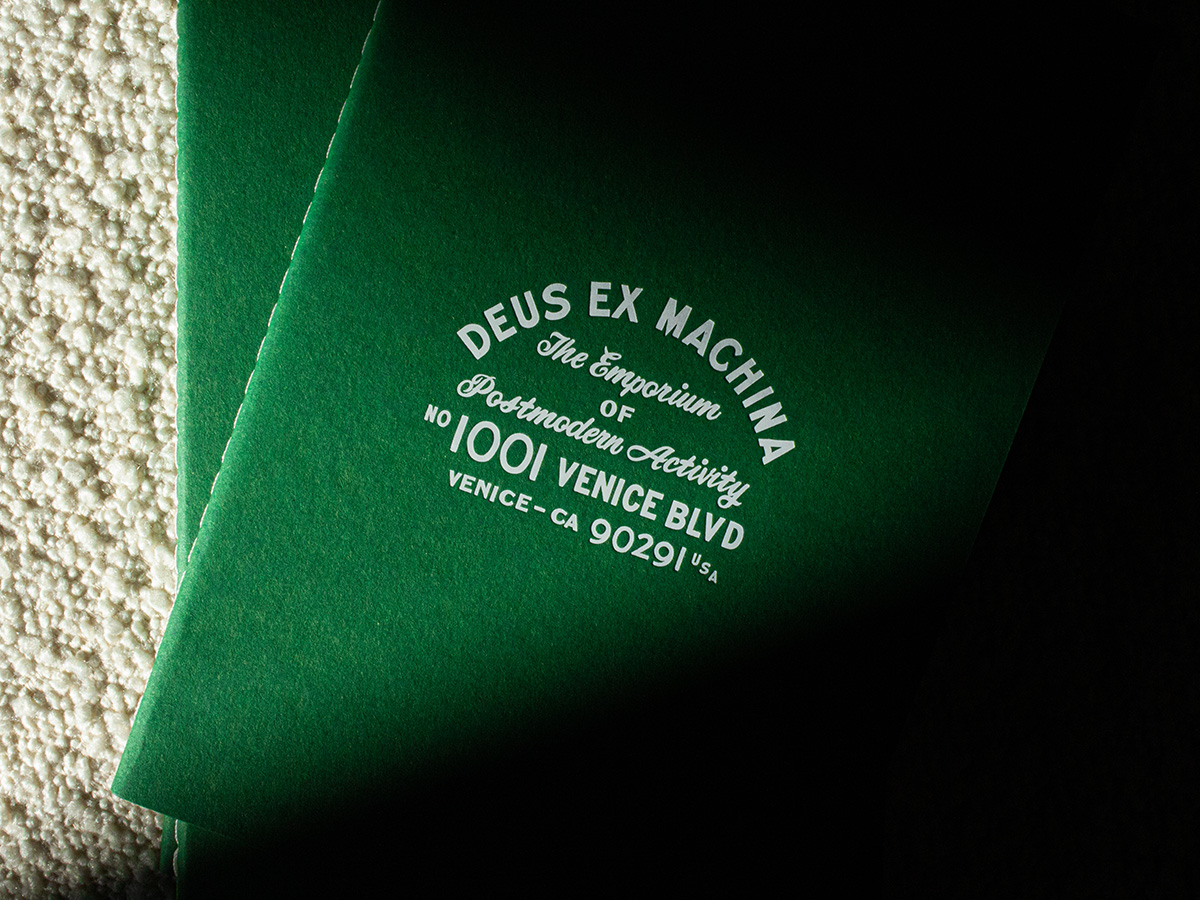 DEUS EX MACHINA
The Emporium
OF
Postmodern Activity
NO 1001 VENICE BLVD
VENICE – CA 90291 USA